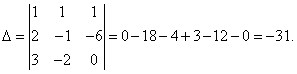 Δ = |1 1 1; 2 −1 −6; 3 −2 0| = 0−18−4+3−12−0 = −31.